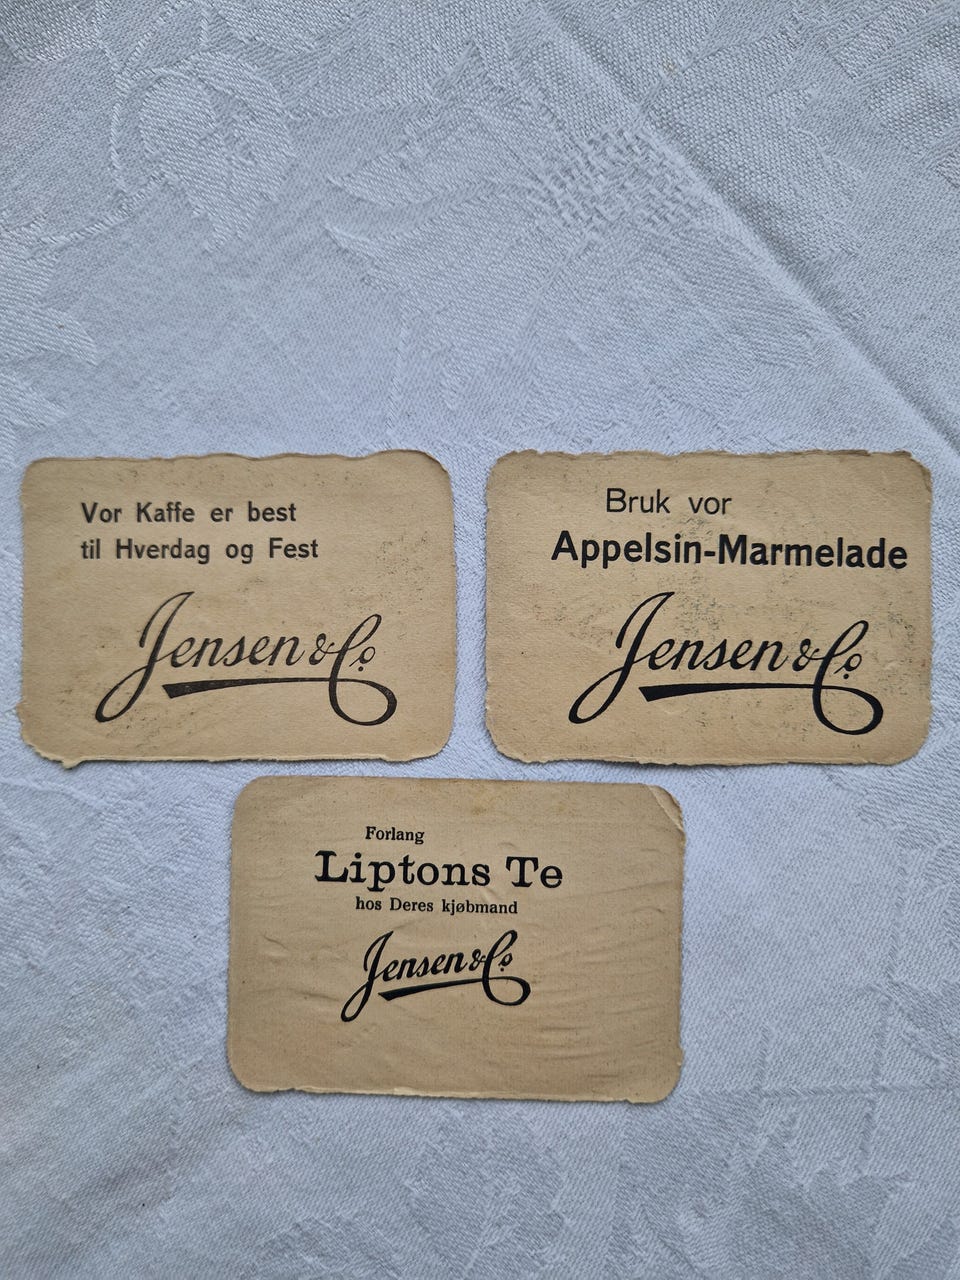 Vor Kaffe er best
til Hverdag og Fest
Jensen & Co.
Bruk vor
Appelsin-Marmelade
Jensen & Co.
Forlang
Liptons Te
hos Deres kjøbmand
Jensen & Co.